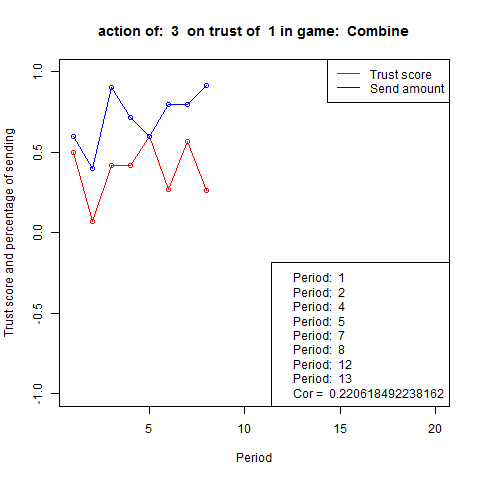 action of:  3  on trust of  1 in game:  Combine
Trust score
Send amount
1.0
0.5
0.0
-0.5
-1.0
Trust score and percentage of sending
Period:  1
Period:  2
Period:  4
Period:  5
Period:  7
Period:  8
Period:  12
Period:  13
Cor =  0.220618492238162
5
10
15
20
Period